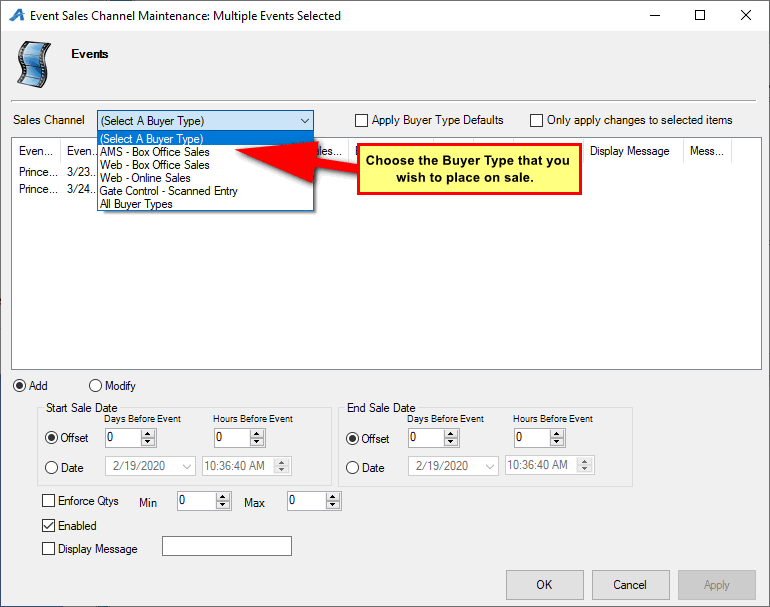 Event Sales Channel Maintenance: Multiple Events Selected
Events
Sales Channel (Select A Buyer Type) Apply Buyer Type Defaults Only apply changes to selected items
(Select A Buyer Type)
AMS - Box Office Sales
Web - Box Office Sales
Web - Online Sales
Gate Control - Scanned Entry
All Buyer Types
Choose the Buyer Type that you
wish to place on sale.
Even... Even... Display Message Mess...
Prince... 3/23...
Prince... 3/24...
Add Modify
Start Sale Date
Days Before Event Hours Before Event
Offset 0 0
Date 2/19/2020 10:36:40 AM
End Sale Date
Days Before Event Hours Before Event
Offset 0 0
Date 2/19/2020 10:36:40 AM
Enforce Qtys Min 0 Max 0
Enabled
Display Message
OK Cancel Apply